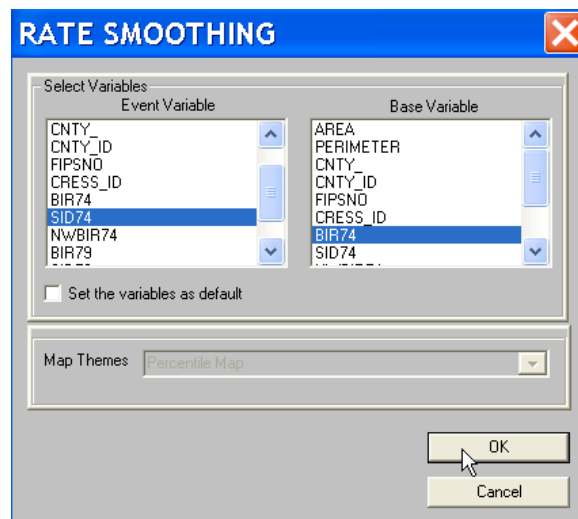 RATE SMOOTHING
Select Variables
Event Variable
CNTY_
CNTY_ID
FIPSNO
CRESS_ID
BIR74
SID74
NWBIR74
BIR79
Base Variable
AREA
PERIMETER
CNTY_
CNTY_ID
FIPSNO
CRESS_ID
BIR74
SID74
Set the variables as default
Map Themes Percentile Map
OK
Cancel